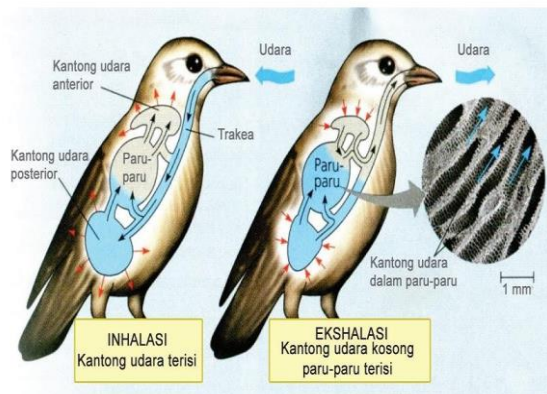 Udara
Udara
Kantong udara
anterior
Trakea
Kantong udara
posterior
Paru-
paru
Paru-
paru
Kantong udara
dalam paru-paru
1 mm
INHALASI
Kantong udara terisi
EKSHALASI
Kantong udara kosong
paru-paru terisi